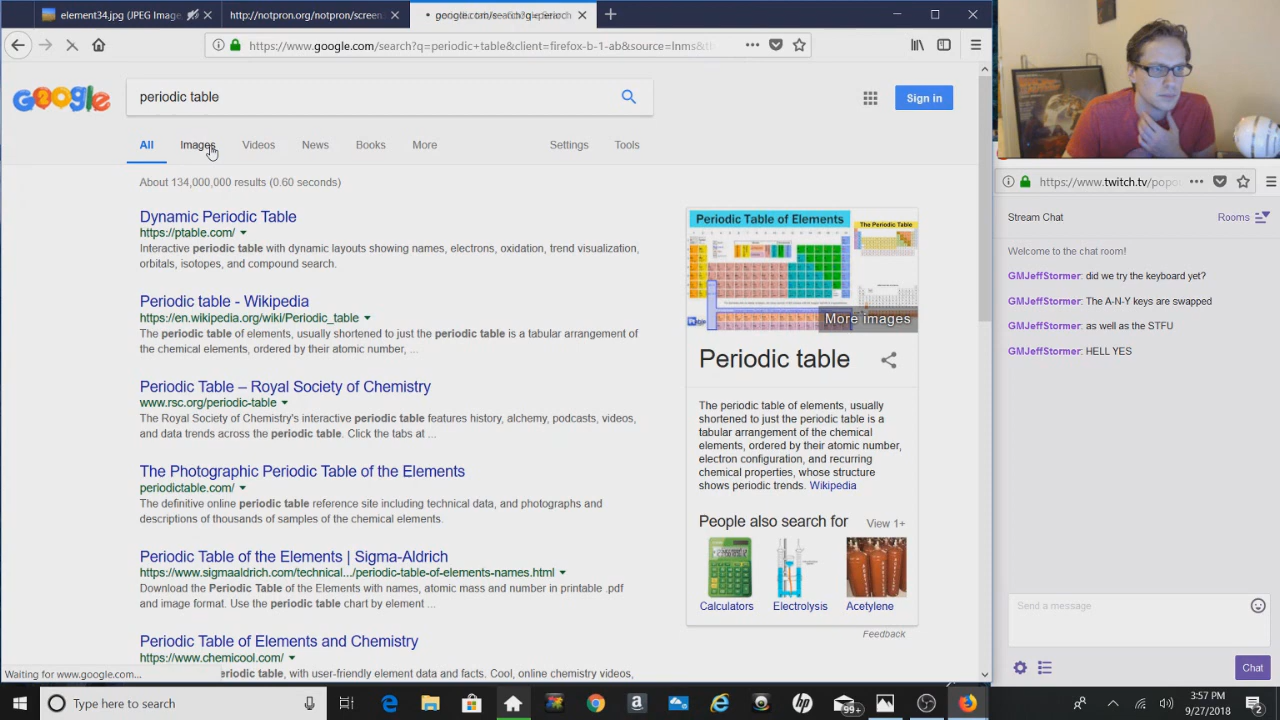 element34.jpg (JPEG Imag
http://notpron.org/notpron/screen
google.com/search?q=period
https://www.google.com/search?q=periodic+table&client=firefox-b-1-ab&source=lnms&tb
Google
periodic table
Sign in
All
Images
Videos
News
Books
More
Settings
Tools
About 134,000,000 results (0.60 seconds)
Dynamic Periodic Table
https://ptable.com/
Interactive periodic table with dynamic layouts showing names, electrons, oxidation, trend visualization,
orbitals, isotopes, and compound search.
Periodic table - Wikipedia
https://en.wikipedia.org/wiki/Periodic_table
The periodic table of elements, usually shortened to just the periodic table is a tabular arrangement of
the chemical elements, ordered by their atomic number, ...
Periodic Table – Royal Society of Chemistry
www.rsc.org/periodic-table
The Royal Society of Chemistry's interactive periodic table features history, alchemy, podcasts, videos,
and data trends across the periodic table. Click the tabs at ...
The Photographic Periodic Table of the Elements
periodictable.com/
The definitive online periodic table reference site including technical data, and photographs and
descriptions of thousands of samples of the chemical elements.
Periodic Table of the Elements | Sigma-Aldrich
https://www.sigmaaldrich.com/technical.../periodic-table-of-elements-names.html
Download the Periodic Table of the Elements with names, atomic mass and number in printable .pdf
and image format. Use the periodic table chart by element ...
Periodic Table of Elements and Chemistry
https://www.chemicool.com/
periodic table, with user-friendly element data and facts. Cool, online chemistry videos,
Waiting for www.google.com...
Periodic Table of Elements
The Periodic Table
More images
Periodic table
The periodic table of elements, usually
shortened to just the periodic table is a
tabular arrangement of the chemical
elements, ordered by their atomic number,
electron configuration, and recurring
chemical properties, whose structure
shows periodic trends. Wikipedia
People also search for
View 1+
Calculators
Electrolysis
Acetylene
Feedback
https://www.twitch.tv/popo
Stream Chat
Rooms
Welcome to the chat room!
GMJeffStormer: did we try the keyboard yet?
GMJeffStormer: The A-N-Y keys are swapped
GMJeffStormer: as well as the STFU
GMJeffStormer: HELL YES
Send a message
Chat
Type here to search
99+
3:57 PM
9/27/2018
2